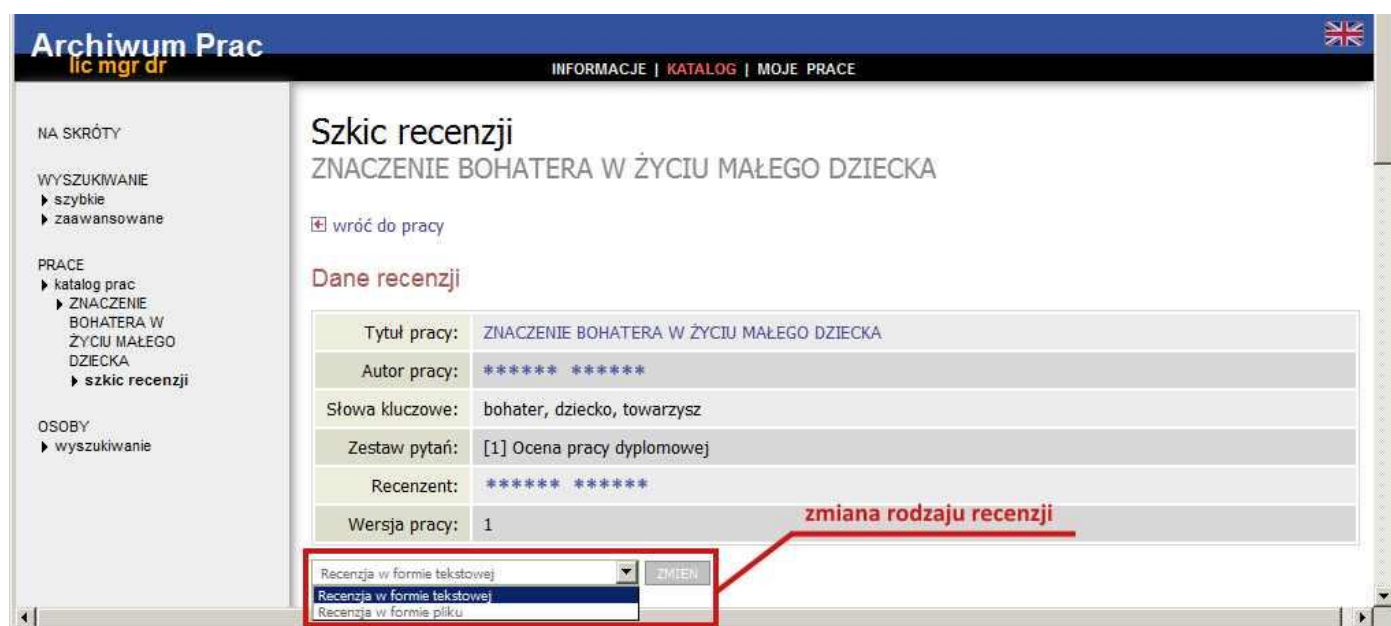 Archiwum Prac
lic mgr dr
INFORMACJE | KATALOG | MOJE PRACE
NA SKRÓTY
WYSZUKIWANIE
szybkie
zaawansowane
PRACE
katalog prac
ZNACZENIE
BOHATERA W
ŻYCIU MAŁEGO
DZIECKA
szkic recenzji
OSOBY
wyszukiwanie
Szkic recenzji
ZNACZENIE BOHATERA W ŻYCIU MAŁEGO DZIECKA
wróć do pracy
Dane recenzji
Tytuł pracy: ZNACZENIE BOHATERA W ŻYCIU MAŁEGO DZIECKA
Autor pracy: ****** ******
Słowa kluczowe: bohater, dziecko, towarzysz
Zestaw pytań: [1] Ocena pracy dyplomowej
Recenzent: ****** ******
Wersja pracy: 1
zmiana rodzaju recenzji
Recenzja w formie tekstowej ZMIEŃ
Recenzja w formie tekstowej
Recenzja w formie pliku